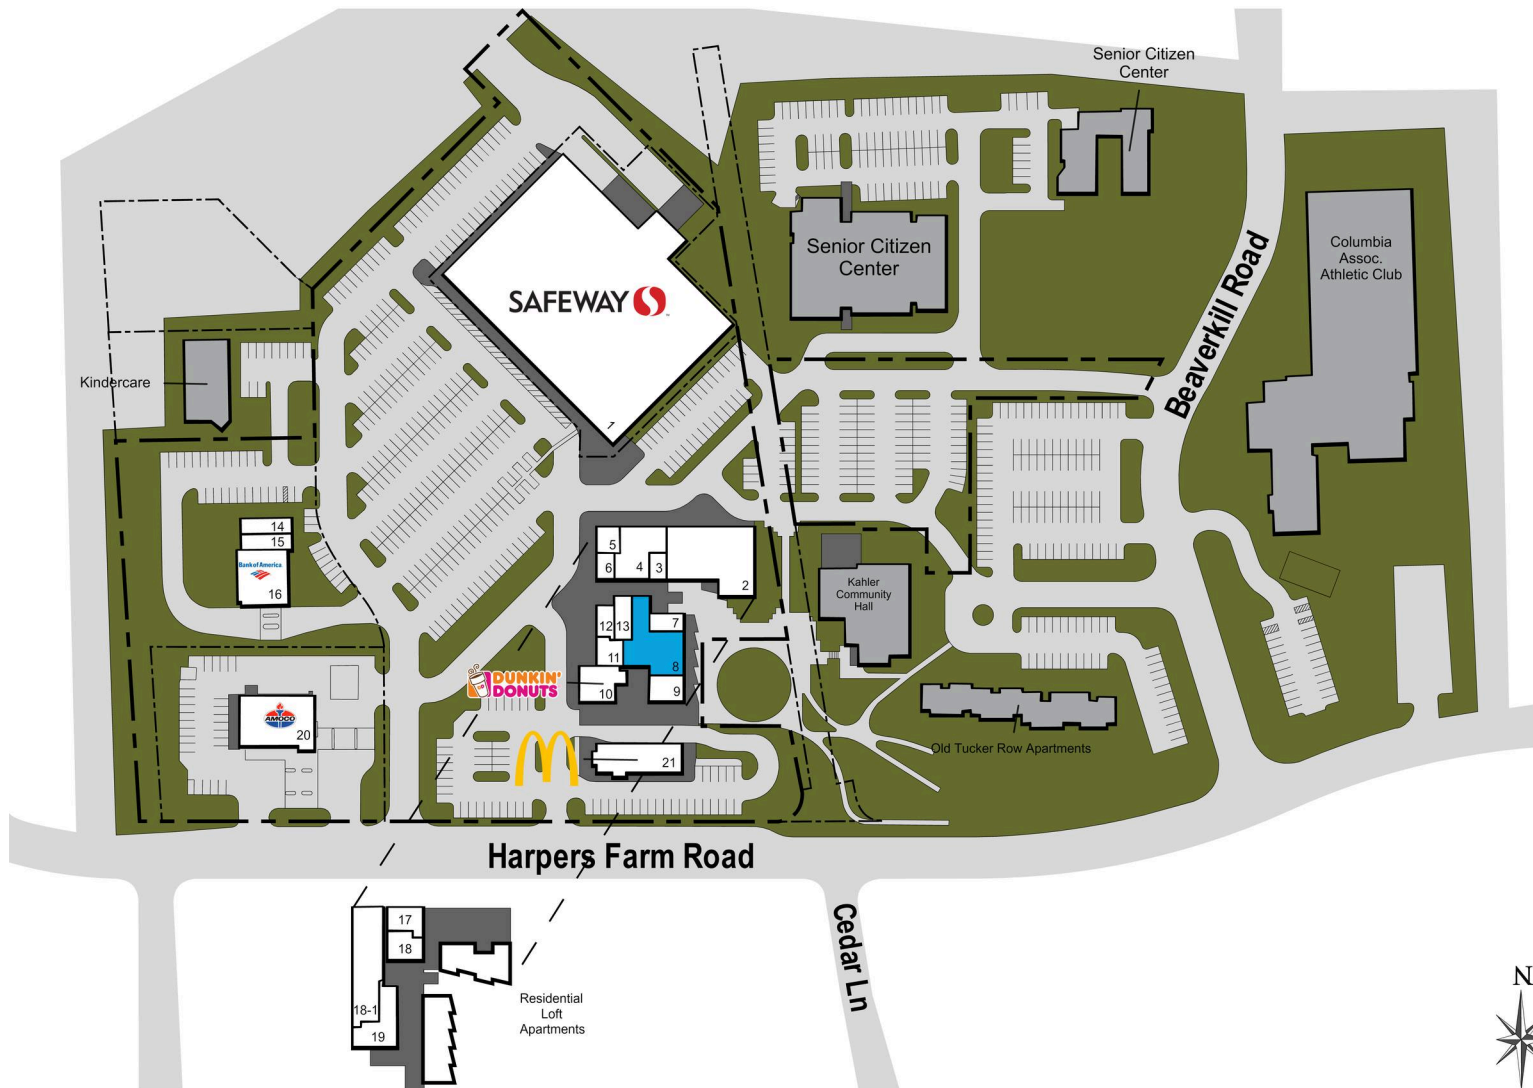 Senior Citizen
Center
Senior Citizen
Center
Columbia
Assoc.
Athletic Club
Beaverkill Road
SAFEWAY
1
Kindercare
14
15
Bank of America
16
5
6
4
3
2
Kahler
Community
Hall
12
13
7
11
8
DUNKIN'
DONUTS
10
9
AMOCO
20
21
Old Tucker Row Apartments
Harpers Farm Road
Cedar Ln
17
18
18-1
19
Residential
Loft
Apartments
N